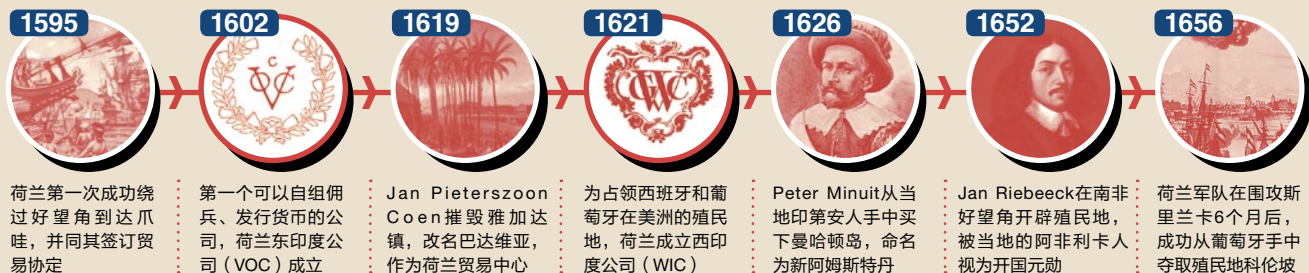 1595
荷兰第一次成功绕
过好望角到达爪
哇，并同其签订贸
易协定
1602
VOC
C
第一个可以自组佣
兵、发行货币的公
司，荷兰东印度公
司（VOC）成立
1619
Jan Pieterszoon
Coen摧毁雅加达
镇，改名巴达维亚，
作为荷兰贸易中心
1621
GWC
为占领西班牙和葡
萄牙在美洲的殖民
地，荷兰成立西印
度公司（WIC）
1626
Peter Minuit从当
地印第安人手中买
下曼哈顿岛，命名
为新阿姆斯特丹
1652
Jan Riebeeck在南非
好望角开辟殖民地，
被当地的阿非利卡人
视为开国元勋
1656
荷兰军队在围攻斯
里兰卡6个月后，
成功从葡萄牙手中
夺取殖民地科伦坡